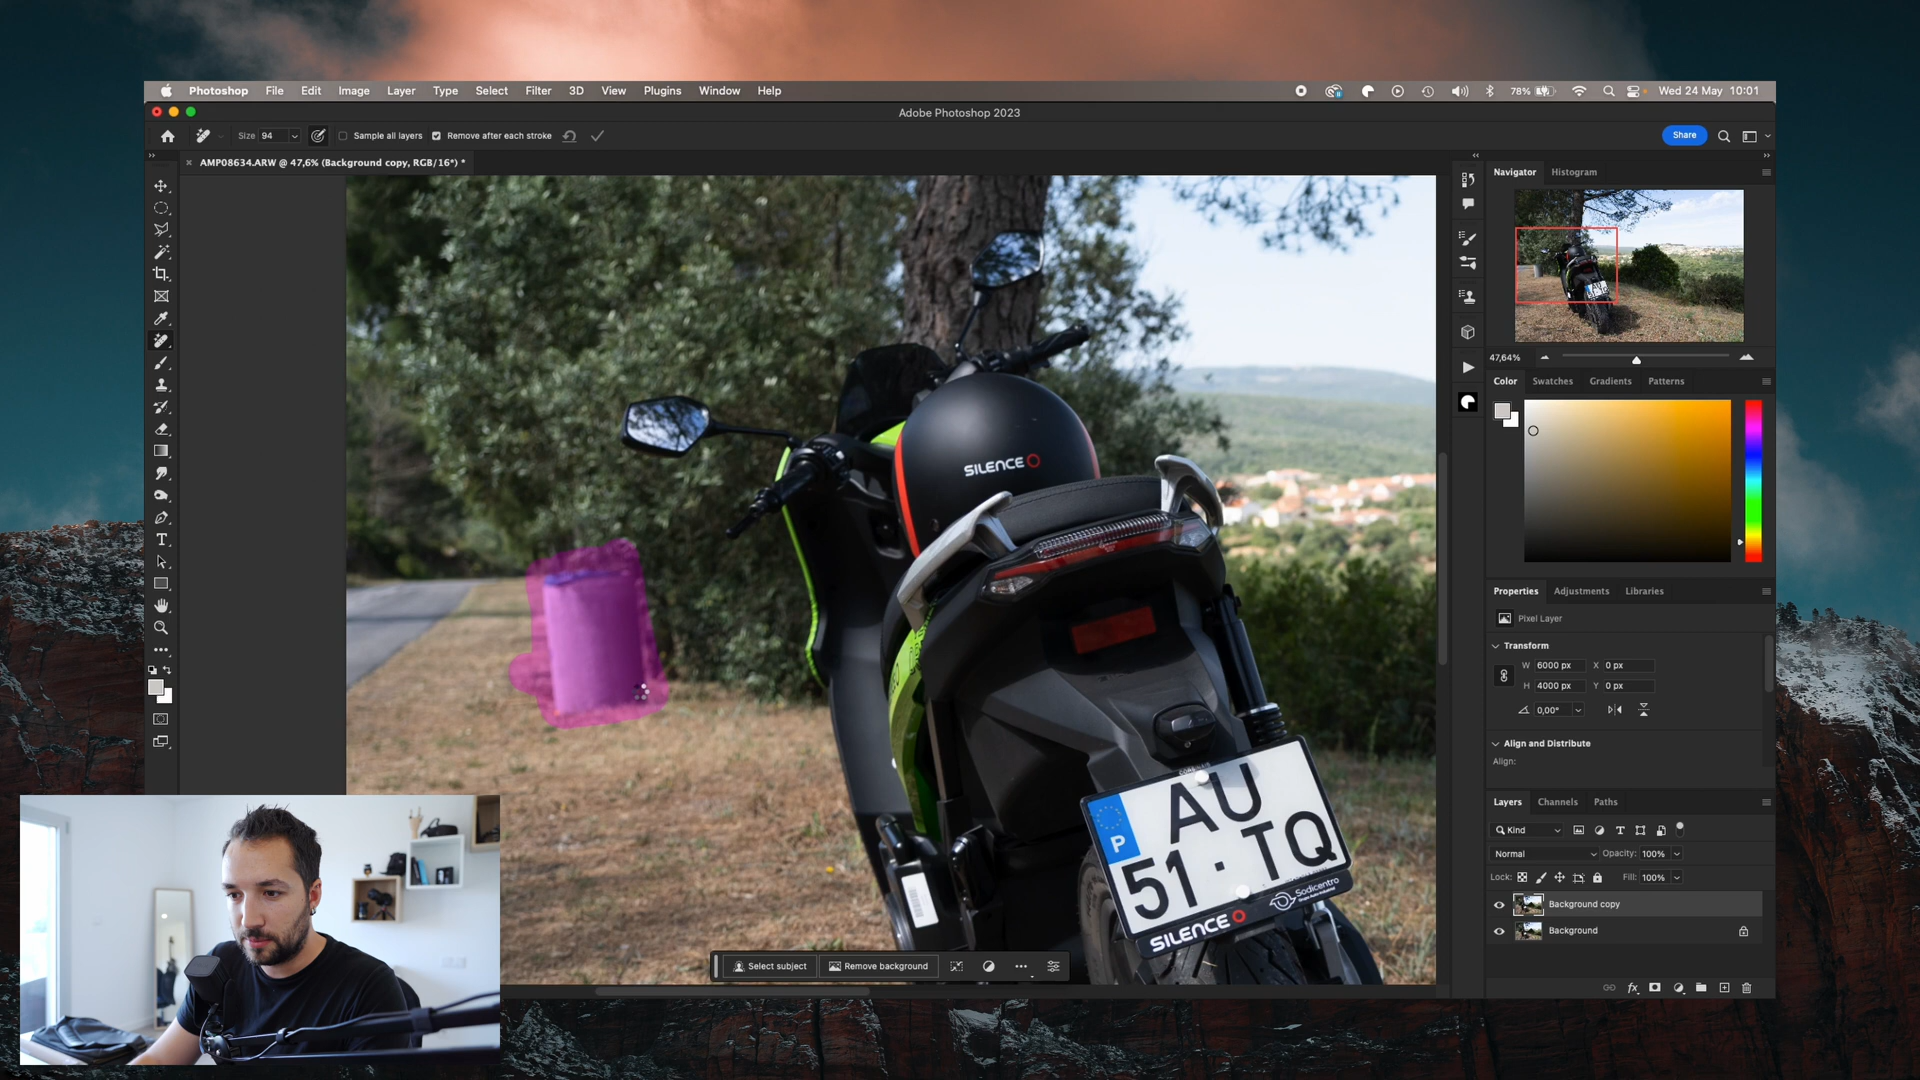 Photoshop File Edit Image Layer Type Select Filter 3D View Plugins Window Help 78% Wed 24 May 10:01
Adobe Photoshop 2023
Size 94 Sample all layers Remove after each stroke Share
AMP08634.ARW @ 47,6% (Background copy, RGB/16*) *
Navigator Histogram
47,64%
Color Swatches Gradients Patterns
SILENCE
Properties Adjustments Libraries
Pixel Layer
Transform
W 6000 px X 0 px
H 4000 px Y 0 px
0,00°
Align and Distribute
Align:
AU
P
51·TQ
Sodicentro
SILENCE
Layers Channels Paths
Kind
Normal Opacity: 100%
Lock: Fill: 100%
Background copy
Background
Select subject Remove background
fx